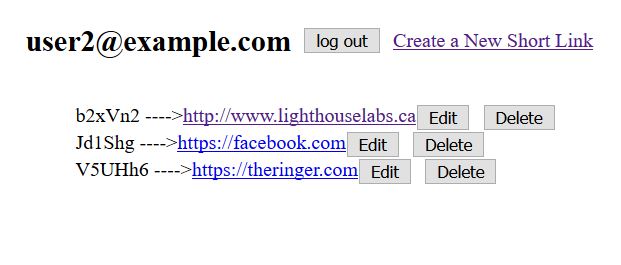 user2@example.com log out Create a New Short Link
b2xVn2 ---->http://www.lighthouselabs.ca Edit Delete
Jd1Shg ---->https://facebook.com Edit Delete
V5UHh6 ---->https://theringer.com Edit Delete